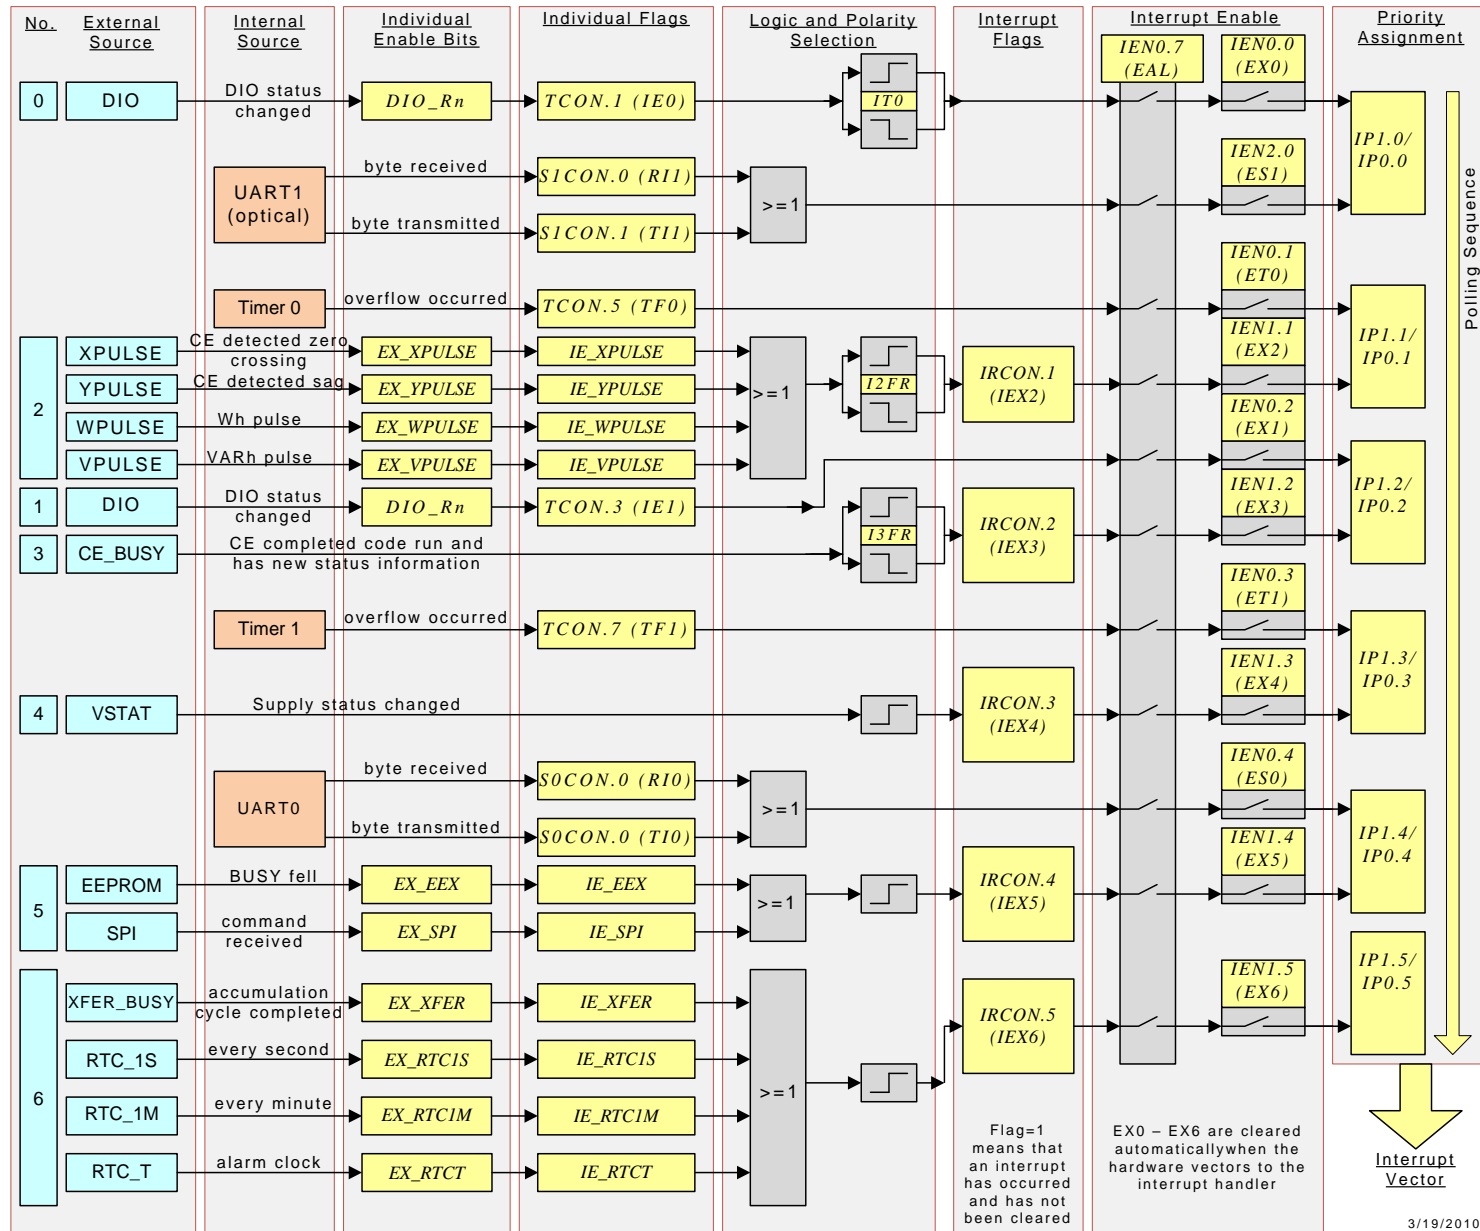 No.
External
Source
Internal
Source
Individual
Enable Bits
Individual Flags
Logic and Polarity
Selection
Interrupt
Flags
Interrupt Enable
Priority
Assignment
IEN0.7
(EAL)
IEN0.0
(EX0)
0
DIO
DIO status
changed
DIO_Rn
TCON.1 (IE0)
IT0
IP1.0/
IP0.0
UART1
(optical)
byte received
S1CON.0 (RI1)
byte transmitted
S1CON.1 (TI1)
>=1
IEN2.0
(ES1)
Polling Sequence
Timer 0
overflow occurred
TCON.5 (TF0)
IEN0.1
(ET0)
IP1.1/
IP0.1
2
XPULSE
CE detected zero
crossing
EX_XPULSE
IE_XPULSE
YPULSE
CE detected sag
EX_YPULSE
IE_YPULSE
WPULSE
Wh pulse
EX_WPULSE
IE_WPULSE
VPULSE
VARh pulse
EX_VPULSE
IE_VPULSE
>=1
I2FR
IRCON.1
(IEX2)
IEN1.1
(EX2)
IEN0.2
(EX1)
1
DIO
DIO status
changed
DIO_Rn
TCON.3 (IE1)
IP1.2/
IP0.2
3
CE_BUSY
CE completed code run and
has new status information
I3FR
IRCON.2
(IEX3)
IEN1.2
(EX3)
Timer 1
overflow occurred
TCON.7 (TF1)
IEN0.3
(ET1)
IP1.3/
IP0.3
4
VSTAT
Supply status changed
IRCON.3
(IEX4)
IEN1.3
(EX4)
UART0
byte received
S0CON.0 (RI0)
byte transmitted
S0CON.0 (TI0)
>=1
IEN0.4
(ES0)
IP1.4/
IP0.4
5
EEPROM
BUSY fell
EX_EEX
IE_EEX
SPI
command
received
EX_SPI
IE_SPI
>=1
IRCON.4
(IEX5)
IEN1.4
(EX5)
6
XFER_BUSY
accumulation
cycle completed
EX_XFER
IE_XFER
RTC_1S
every second
EX_RTC1S
IE_RTC1S
RTC_1M
every minute
EX_RTC1M
IE_RTC1M
RTC_T
alarm clock
EX_RTCT
IE_RTCT
>=1
IRCON.5
(IEX6)
IEN1.5
(EX6)
IP1.5/
IP0.5
Flag=1
means that
an interrupt
has occurred
and has not
been cleared
EX0 – EX6 are cleared
automaticallywhen the
hardware vectors to the
interrupt handler
Interrupt
Vector
3/19/2010